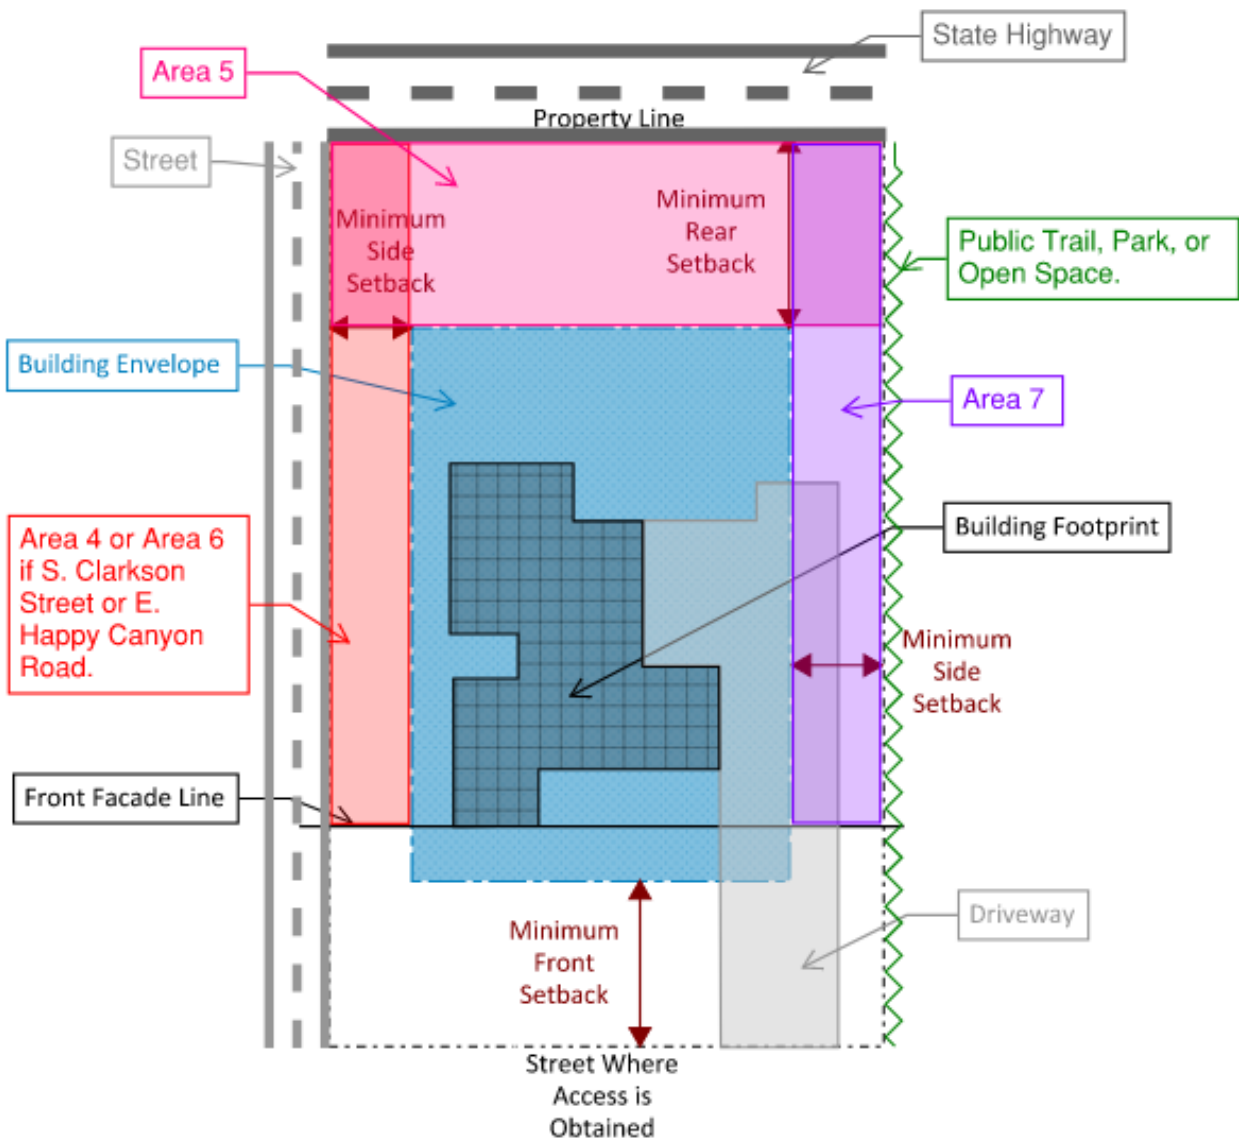 State Highway
Area 5
Property Line
Street
Minimum
Side
Setback
Minimum
Rear
Setback
Public Trail, Park, or
Open Space.
Building Envelope
Area 7
Area 4 or Area 6
if S. Clarkson
Street or E.
Happy Canyon
Road.
Building Footprint
Minimum
Side
Setback
Front Facade Line
Minimum
Front
Setback
Driveway
Street Where
Access is
Obtained